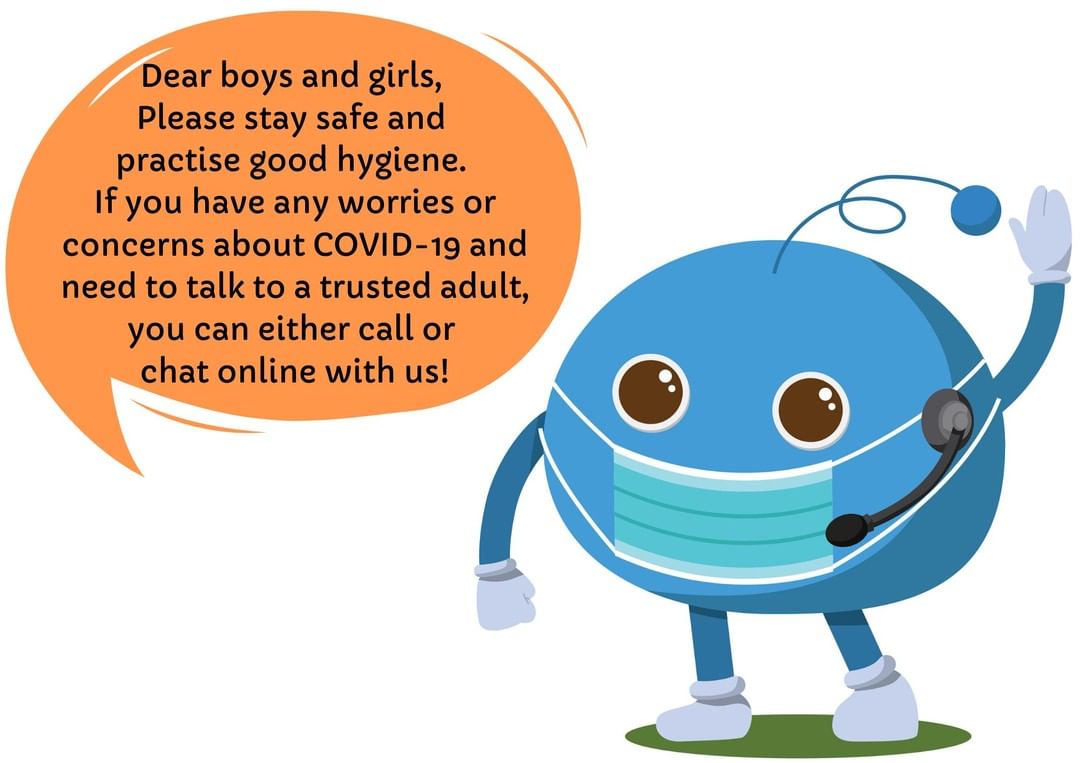 Dear boys and girls,
Please stay safe and
practise good hygiene.
If you have any worries or
concerns about COVID-19 and
need to talk to a trusted adult,
you can either call or
chat online with us!